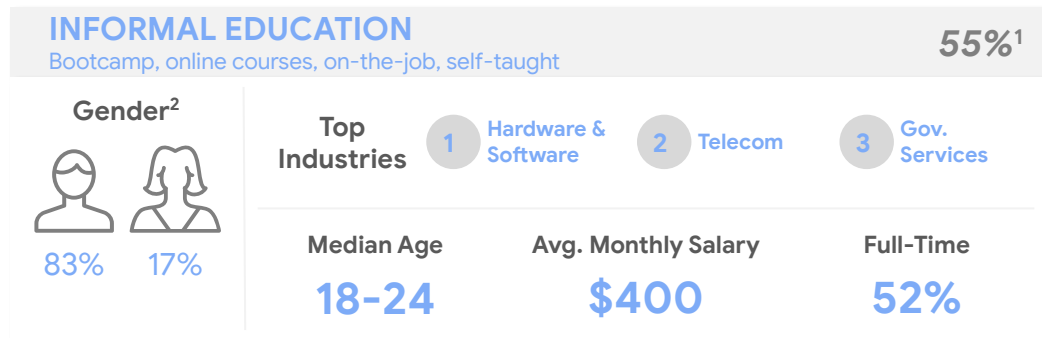 INFORMAL EDUCATION
Bootcamp, online courses, on-the-job, self-taught
55%¹
Gender²
83% 17%
Top
Industries
1 Hardware &
Software
2 Telecom
3 Gov.
Services
Median Age
18-24
Avg. Monthly Salary
$400
Full-Time
52%